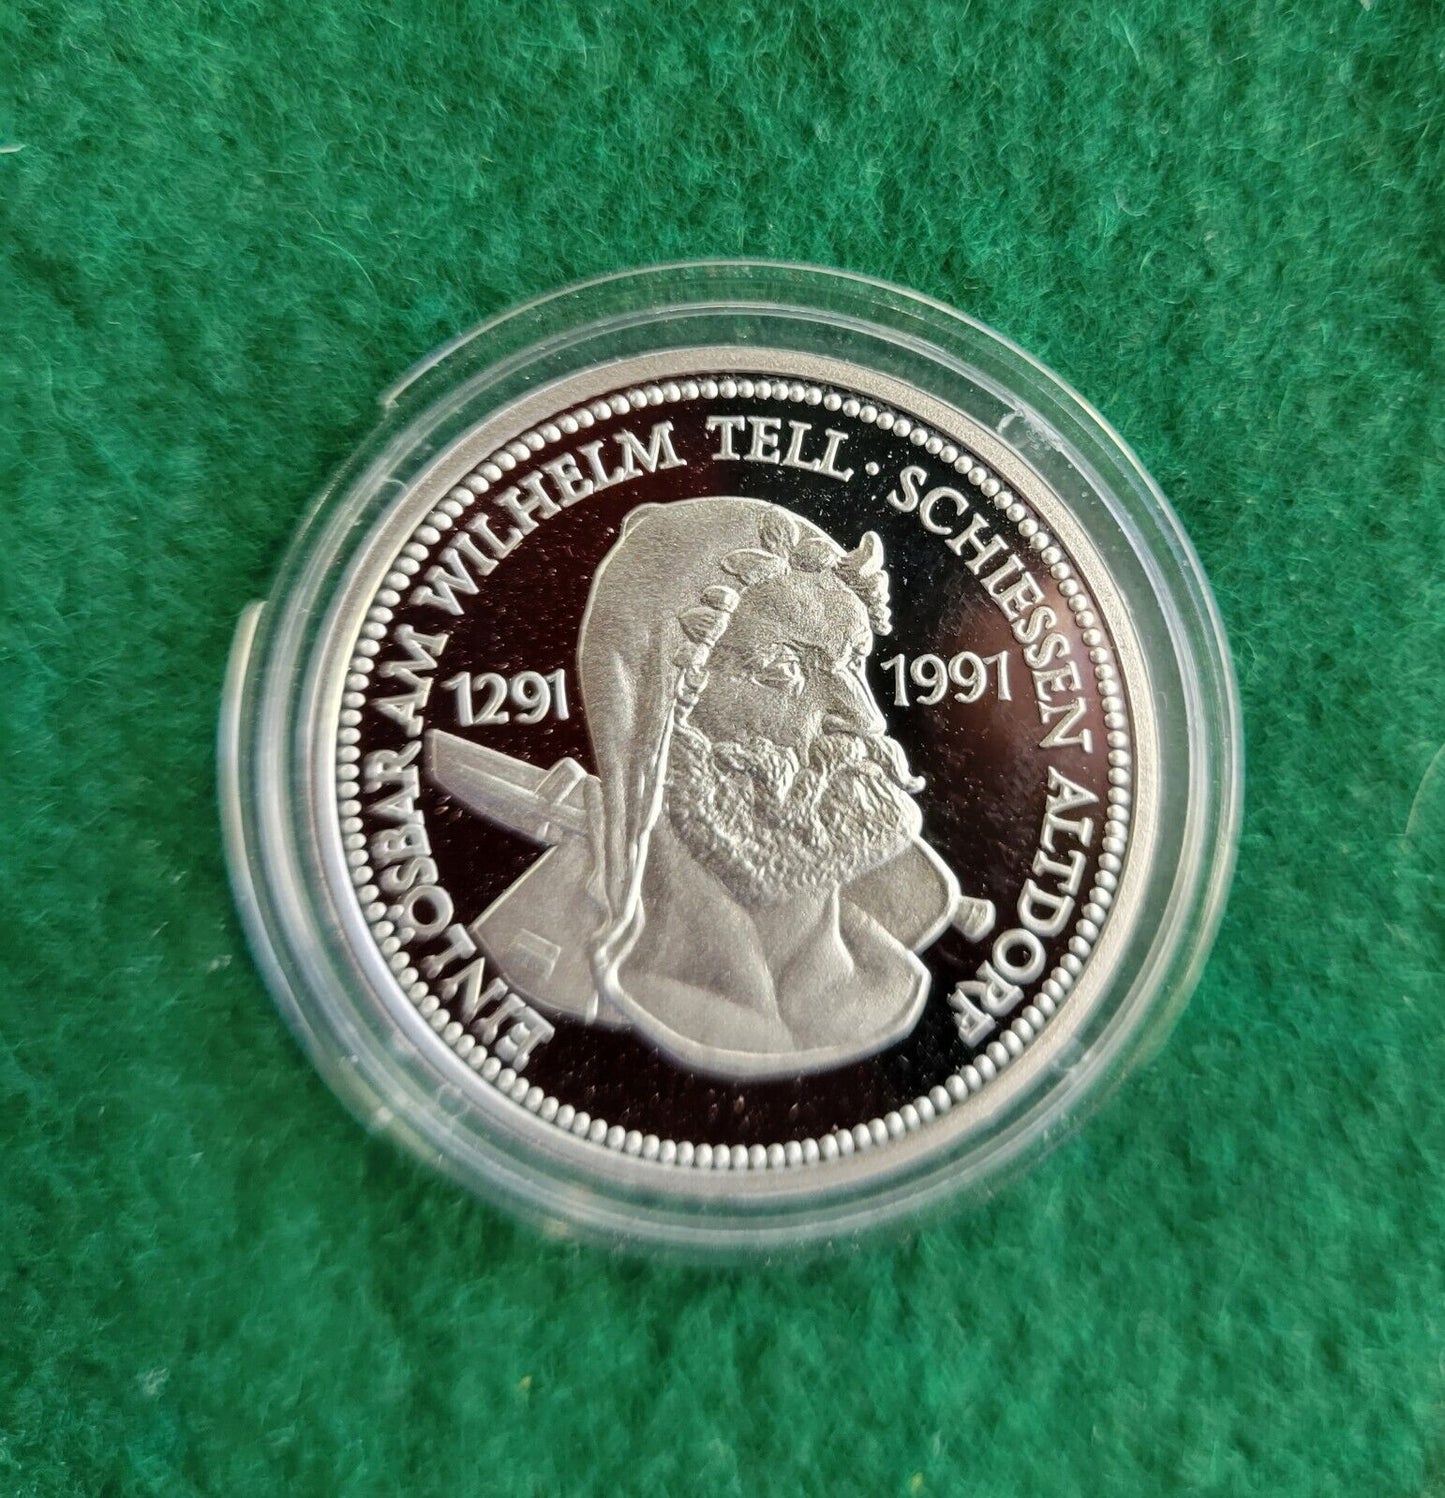 EINLÖSBAR AM WILHELM TELL · SCHIESSEN ALTDORF
1291 1991